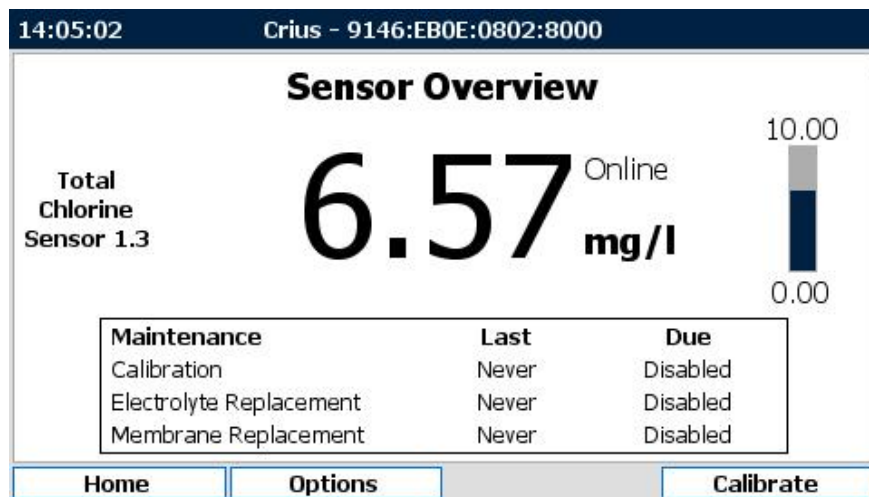 14:05:02 Crius - 9146:EB0E:0802:8000
Sensor Overview
Total
Chlorine
Sensor 1.3
6.57
Online
mg/l
10.00
0.00
Maintenance Last Due
Calibration Never Disabled
Electrolyte Replacement Never Disabled
Membrane Replacement Never Disabled
Home Options Calibrate